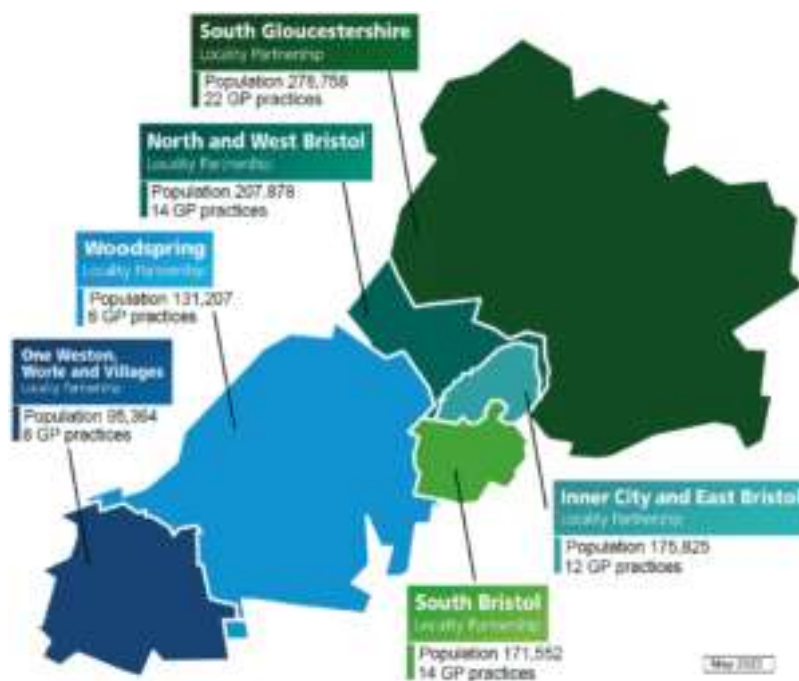 South Gloucestershire
Locality Partnership
Population 276,758
22 GP practices
North and West Bristol
Locality Partnership
Population 207,878
14 GP practices
Woodspring
Locality Partnership
Population 131,207
6 GP practices
One Weston,
Worle and Villages
Locality Partnership
Population 95,364
GP practices
Inner City and East Bristol
Locality Partnership
Population 175,825
12 GP practices
South Bristol
Locality Partnership
Population 171,552
14 GP practices
May